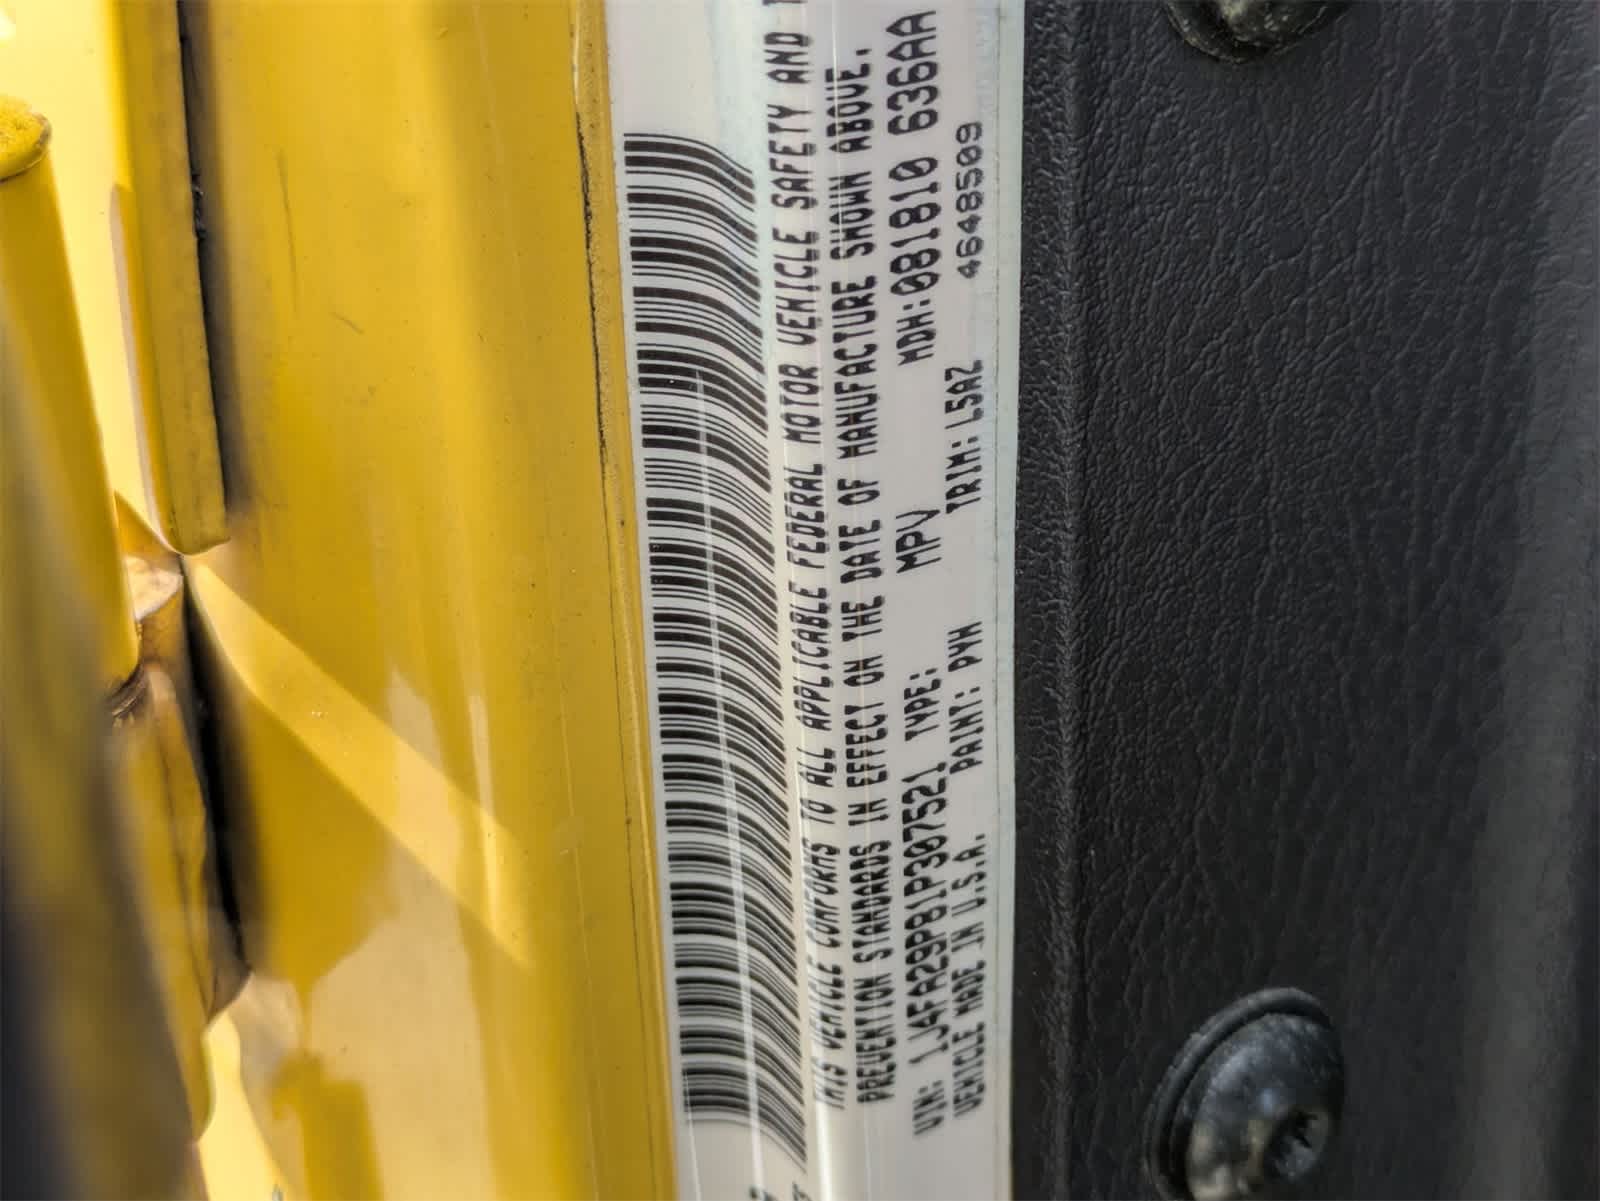 THIS VEHICLE CONFORMS TO ALL APPLICABLE FEDERAL MOTOR VEHICLE SAFETY AND
PREVENTION STANDARDS IN EFFECT ON THE DATE OF MANUFACTURE SHOWN ABOVE.
VIN: 1J4FA29P81P307521 TYPE: MPV MDH:081810 636AA
VEHICLE MADE IN U.S.A. PAINT: PYH TRIM: L5AZ 4648509